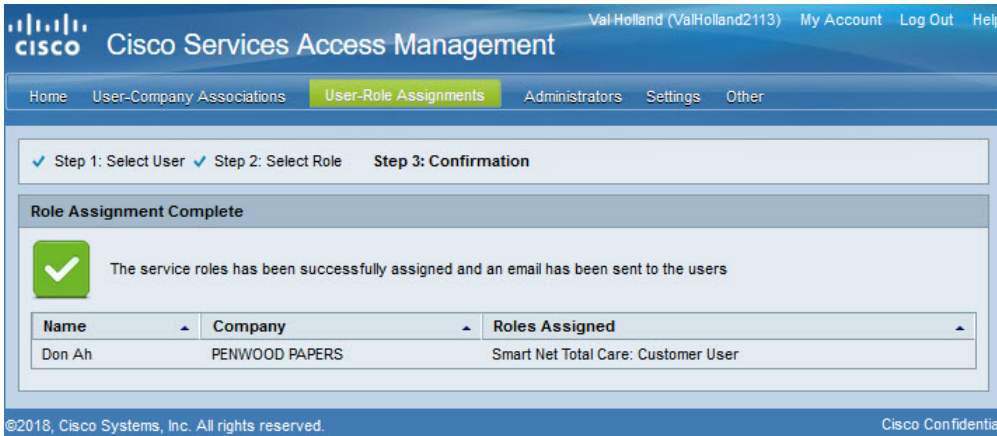 Val Holland (ValHolland2113) My Account Log Out Help
CISCO Cisco Services Access Management
Home User-Company Associations User-Role Assignments Administrators Settings Other
Step 1: Select User Step 2: Select Role Step 3: Confirmation
Role Assignment Complete
The service roles has been successfully assigned and an email has been sent to the users
Name Company Roles Assigned
Don Ah PENWOOD PAPERS Smart Net Total Care: Customer User
©2018, Cisco Systems, Inc. All rights reserved. Cisco Confidentia